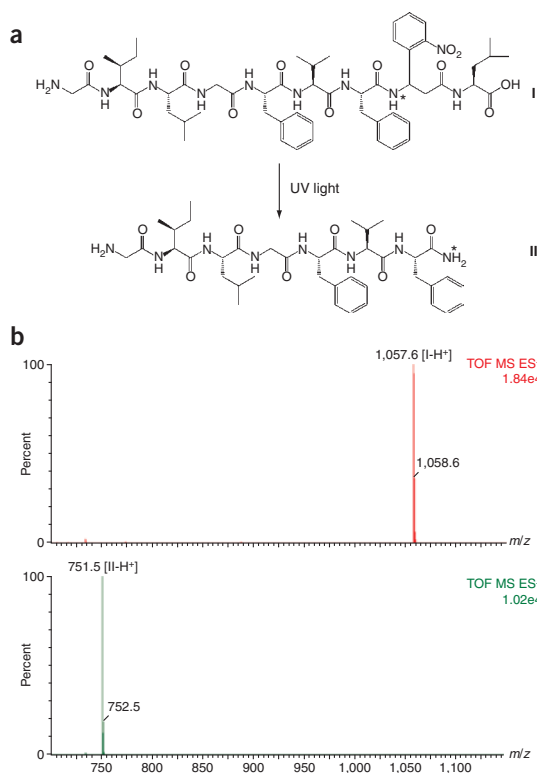 a
NO2
H2N
O
H
N
OH
I
N
H
*
UV light
H2N
O
H
N
*
NH2
II
b
1,057.6 [I-H+]
100
TOF MS ES
1.84e4
1,058.6
Percent
0
m/z
751.5 [II-H+]
100
TOF MS ES
1.02e4
752.5
Percent
0
m/z
750 800 850 900 950 1,000 1,050 1,100